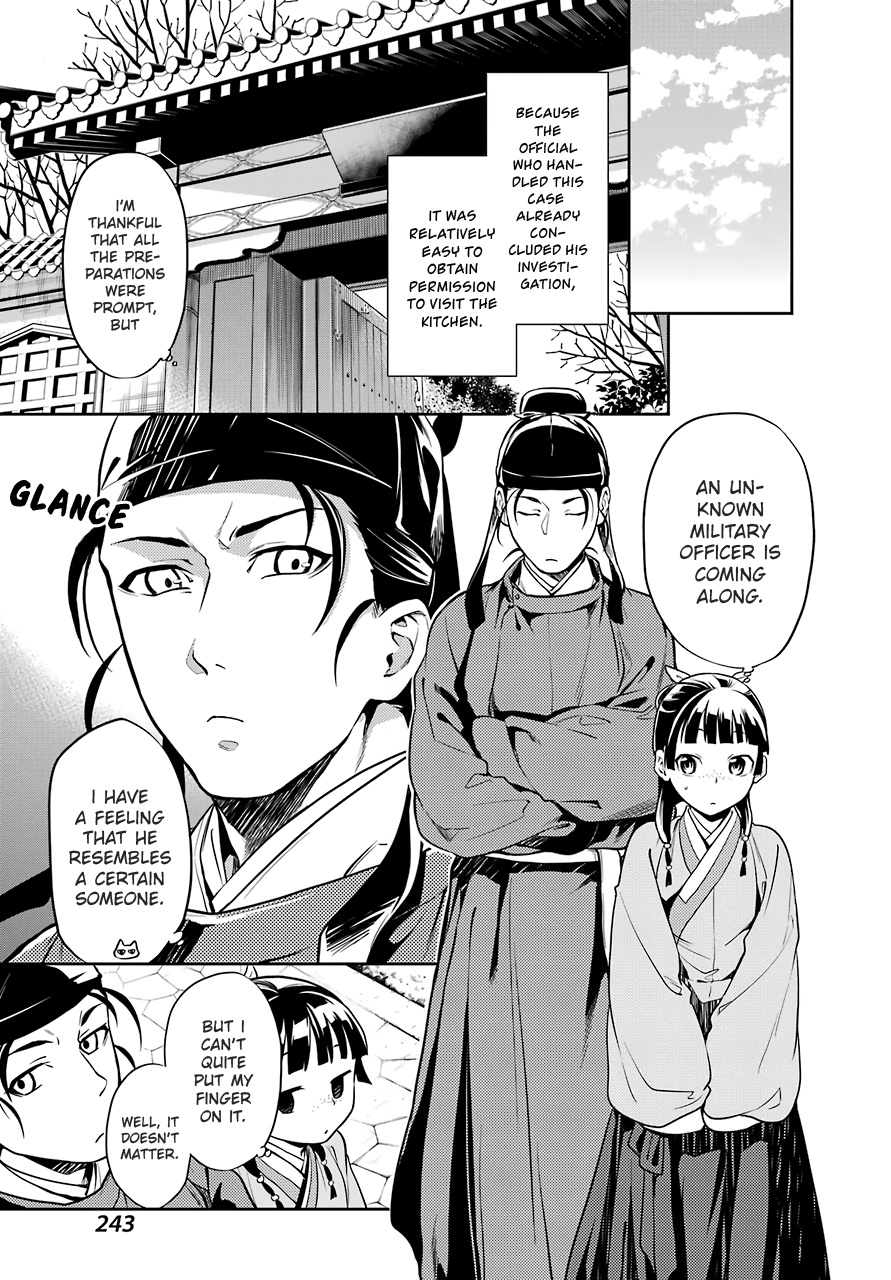 BECAUSE
THE
OFFICIAL
WHO HAN-
DLED THIS
CASE
ALREADY
CON-
CLUDED HIS
INVESTI-
GATION,
IT WAS
RELATIVELY
EASY TO
OBTAIN
PERMISSION
TO VISIT THE
KITCHEN.
I'M
THANKFUL
THAT ALL
THE PRE-
PARATIONS
WERE
PROMPT,
BUT
AN UN-
KNOWN
MILITARY
OFFICER IS
COMING
ALONG.
GLANCE
I HAVE
A FEELING
THAT HE
RESEMBLES
A CERTAIN
SOMEONE.
BUT I
CAN'T
QUITE
PUT MY
FINGER
ON IT.
WELL, IT
DOESN'T
MATTER.
243